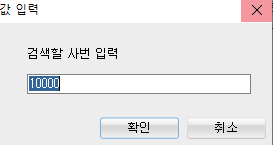 값 입력
검색할 사번 입력
10000
확인
취소